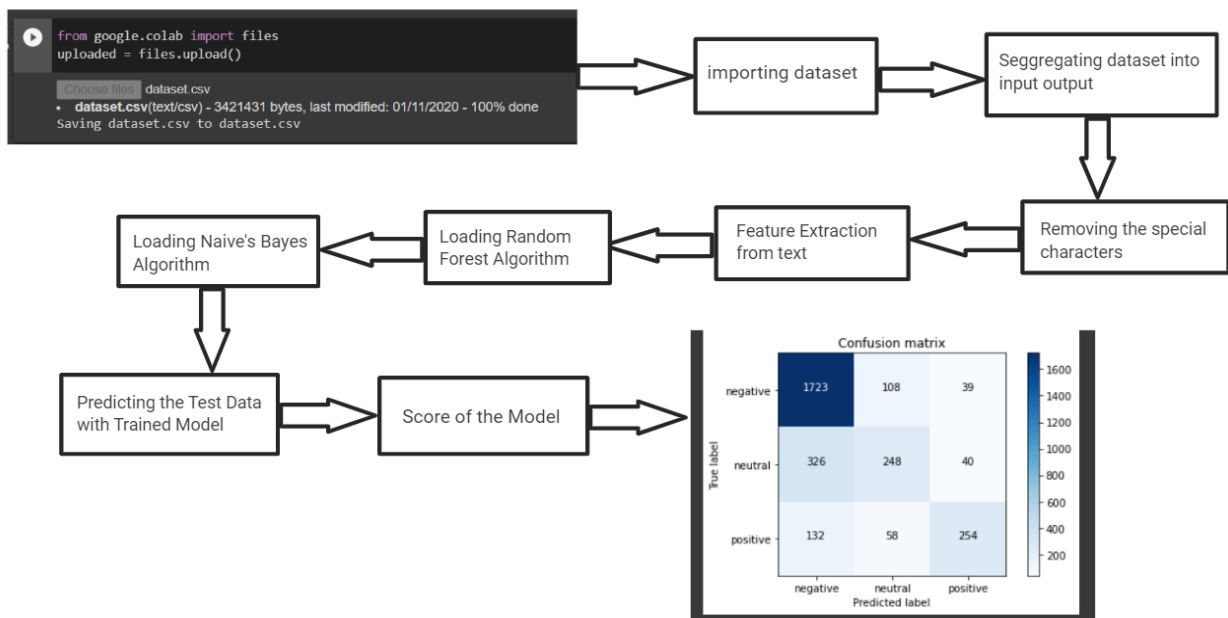 from google.colab import files
uploaded = files.upload()
Choose files dataset.csv
• dataset.csv(text/csv) - 3421431 bytes, last modified: 01/11/2020 - 100% done
Saving dataset.csv to dataset.csv
importing dataset
Seggregating dataset into
input output
Removing the special
characters
Feature Extraction
from text
Loading Random
Forest Algorithm
Loading Naive's Bayes
Algorithm
Predicting the Test Data
with Trained Model
Score of the Model
Confusion matrix
True label
negative 1723 108 39
neutral 326 248 40
positive 132 58 254
negative neutral positive
Predicted label
1600
1400
1200
1000
800
600
400
200